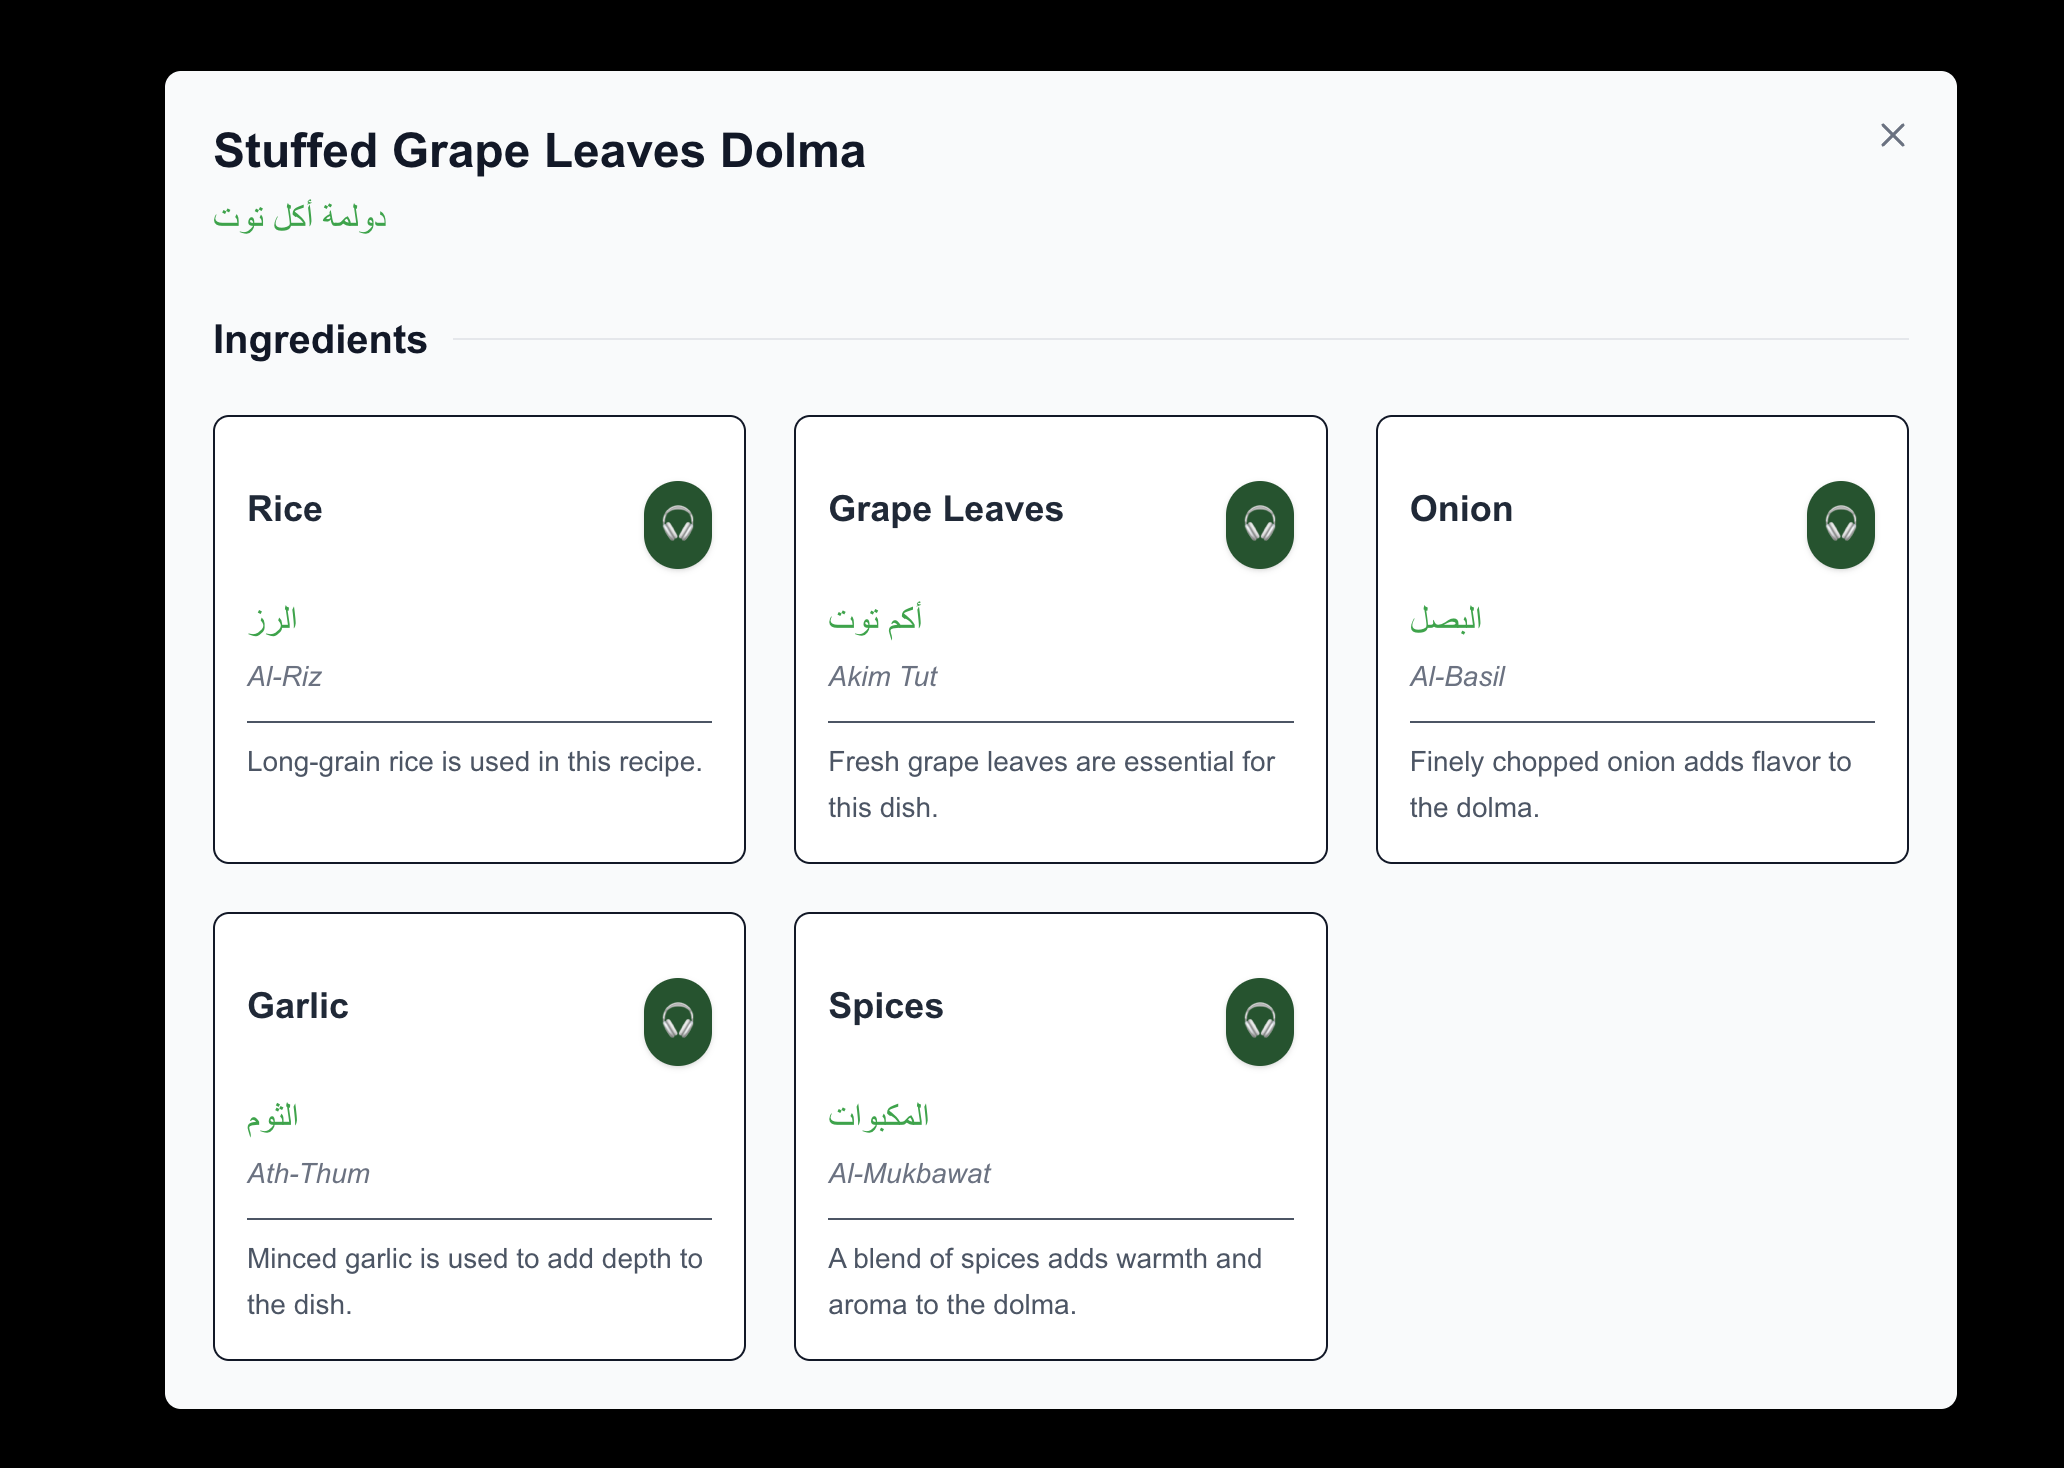 Stuffed Grape Leaves Dolma
دولمة أكل توت
Ingredients
Rice
الرز
Al-Riz
Long-grain rice is used in this recipe.
Grape Leaves
أكم توت
Akim Tut
Fresh grape leaves are essential for
this dish.
Onion
البصل
Al-Basil
Finely chopped onion adds flavor to
the dolma.
Garlic
الثوم
Ath-Thum
Minced garlic is used to add depth to
the dish.
Spices
المكبوات
Al-Mukbawat
A blend of spices adds warmth and
aroma to the dolma.